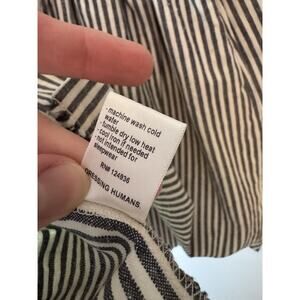 - machine wash cold
water
- tumble dry low heat
- cool iron if needed
- not intended for
sleepwear
RN# 124936
DRESSING HUMANS